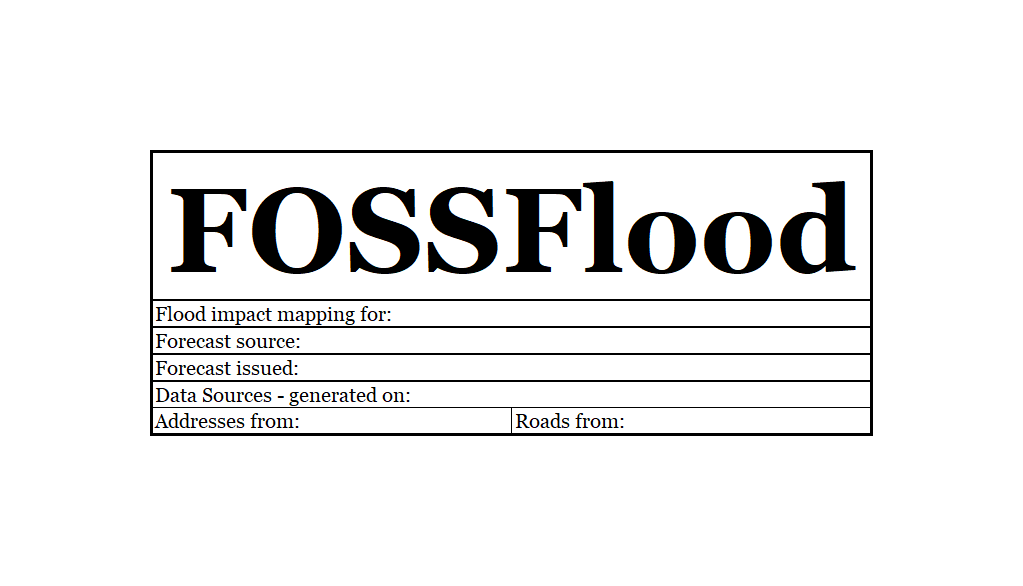 FOSSFlood
Flood impact mapping for:
Forecast source:
Forecast issued:
Data Sources - generated on:
Addresses from:
Roads from: